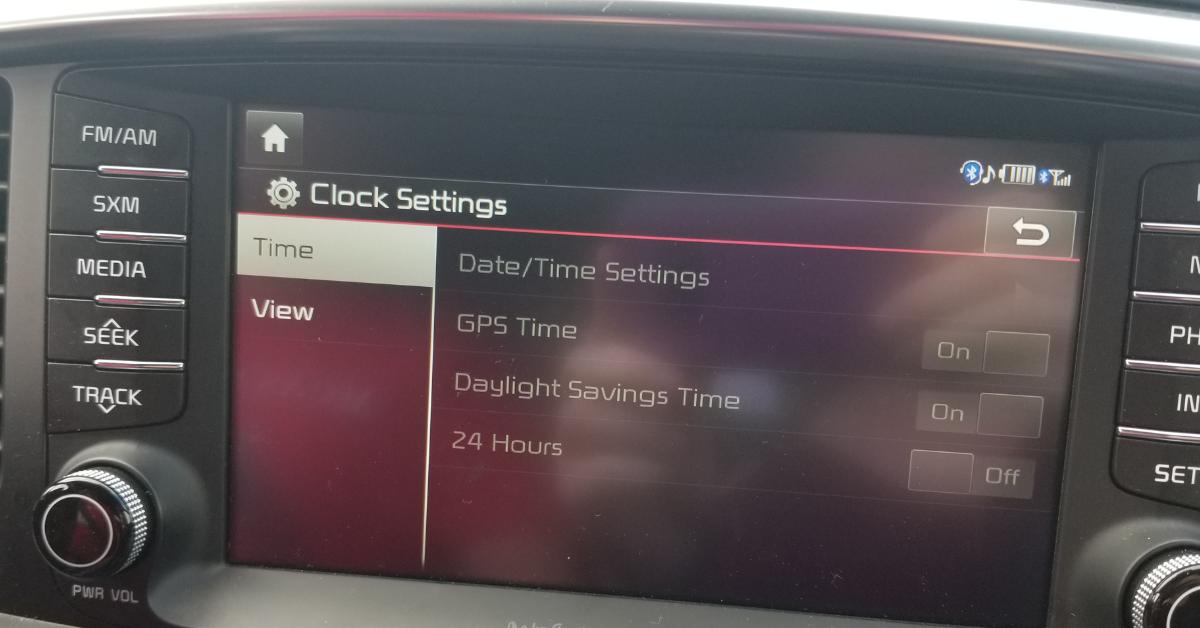 FM/AM
SXM
MEDIA
SEEK
TRACK
PWR VOL
Clock Settings
Time
View
Date/Time Settings
GPS Time
On
Daylight Savings Time
On
24 Hours
Off
PH
IN
SET